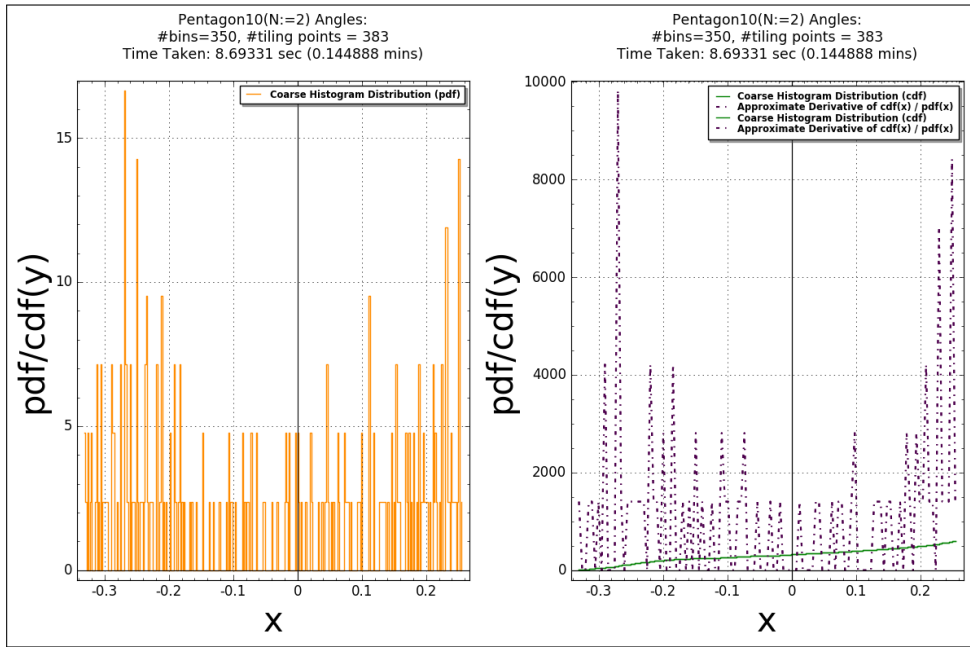 Pentagon10(N:=2) Angles:
#bins=350, #tiling points = 383
Time Taken: 8.69331 sec (0.144888 mins)
Coarse Histogram Distribution (pdf)
pdf/cdf(y)
15
10
5
0
-0.3
-0.2
-0.1
0
0.1
0.2
x
Pentagon10(N:=2) Angles:
#bins=350, #tiling points = 383
Time Taken: 8.69331 sec (0.144888 mins)
Coarse Histogram Distribution (cdf)
Approximate Derivative of cdf(x) / pdf(x)
Coarse Histogram Distribution (cdf)
Approximate Derivative of cdf(x) / pdf(x)
pdf/cdf(y)
10000
8000
6000
4000
2000
0
-0.3
-0.2
-0.1
0
0.1
0.2
x